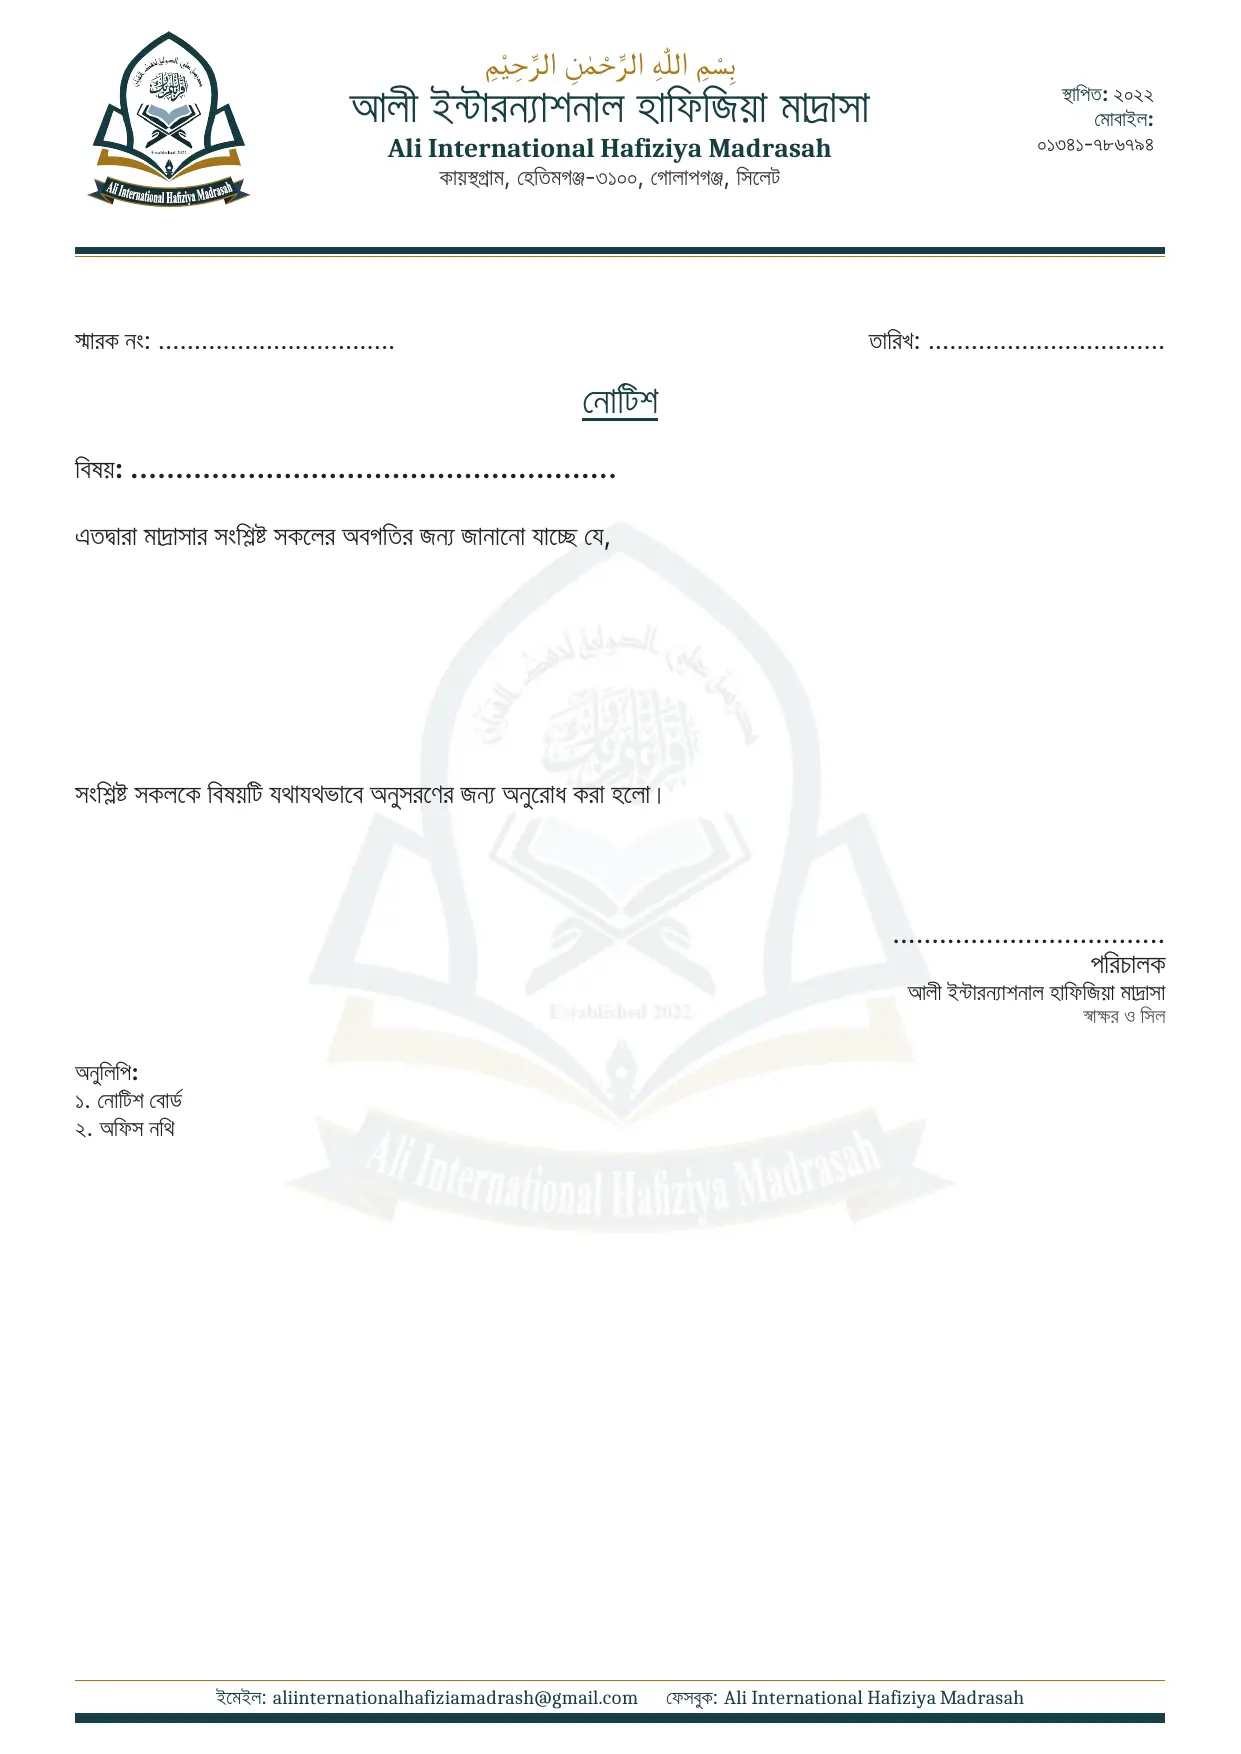 بِسْمِ اللهِ الرَّحْمٰنِ الرَّحِيْمِ
আলী ইন্টারন্যাশনাল হাফিজিয়া মাদ্রাসা
Ali International Hafiziya Madrasah
কায়স্থগ্রাম, হেতিমগঞ্জ-৩১০০, গোলাপগঞ্জ, সিলেট
স্থাপিত: ২০২২
মোবাইল:
০১৩৪১-৭৮৬৭৯৪
Established 2022
Ali International Hafiziya Madrasah
স্মারক নং: .................................
তারিখ: .................................
নোটিশ
বিষয়: ......................................................
এতদ্বারা মাদ্রাসার সংশ্লিষ্ট সকলের অবগতির জন্য জানানো যাচ্ছে যে,
সংশ্লিষ্ট সকলকে বিষয়টি যথাযথভাবে অনুসরণের জন্য অনুরোধ করা হলো।
...................................
পরিচালক
আলী ইন্টারন্যাশনাল হাফিজিয়া মাদ্রাসা
স্বাক্ষর ও সিল
Established 2022
অনুলিপি:
১. নোটিশ বোর্ড
২. অফিস নথি
Ali International Hafiziya Madrasah
ইমেইল: aliinternationalhafiziamadrash@gmail.com ফেসবুক: Ali International Hafiziya Madrasah